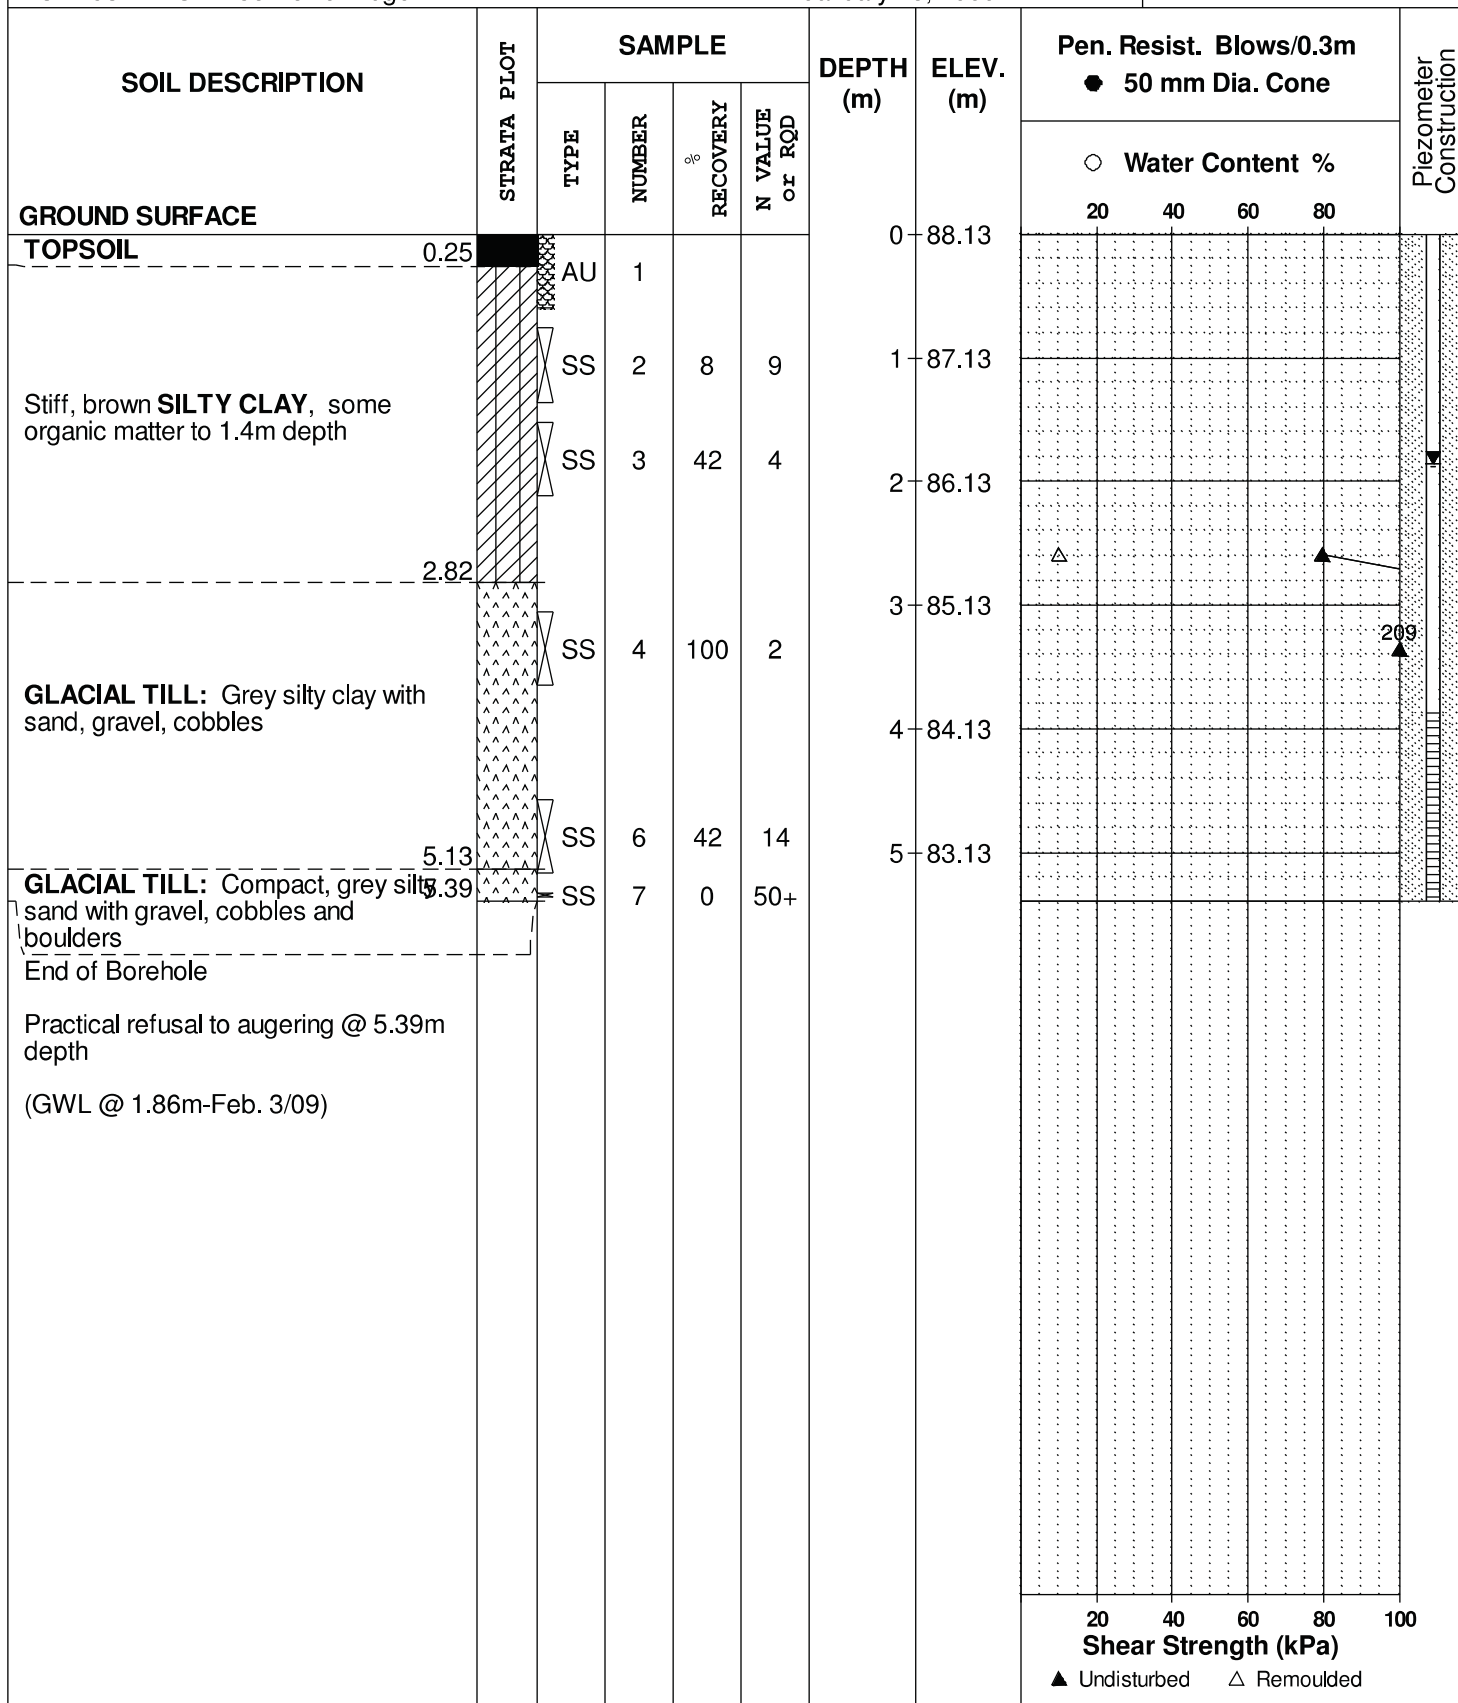 SOIL DESCRIPTION
GROUND SURFACE
STRATA PLOT
SAMPLE
TYPE
NUMBER
% RECOVERY
N VALUE or RQD
DEPTH (m)
ELEV. (m)
Pen. Resist. Blows/0.3m
● 50 mm Dia. Cone
○ Water Content %
20 40 60 80
Piezometer Construction
TOPSOIL 0.25
0 88.13
AU 1
SS 2 8 9
1 87.13
Stiff, brown SILTY CLAY, some
organic matter to 1.4m depth
SS 3 42 4
2 86.13
2.82
3 85.13
209
SS 4 100 2
GLACIAL TILL: Grey silty clay with
sand, gravel, cobbles
4 84.13
SS 6 42 14
5 83.13
5.13
GLACIAL TILL: Compact, grey silty 5.39
sand with gravel, cobbles and
boulders
SS 7 0 50+
End of Borehole
Practical refusal to augering @ 5.39m
depth
(GWL @ 1.86m-Feb. 3/09)
20 40 60 80 100
Shear Strength (kPa)
▲ Undisturbed △ Remoulded